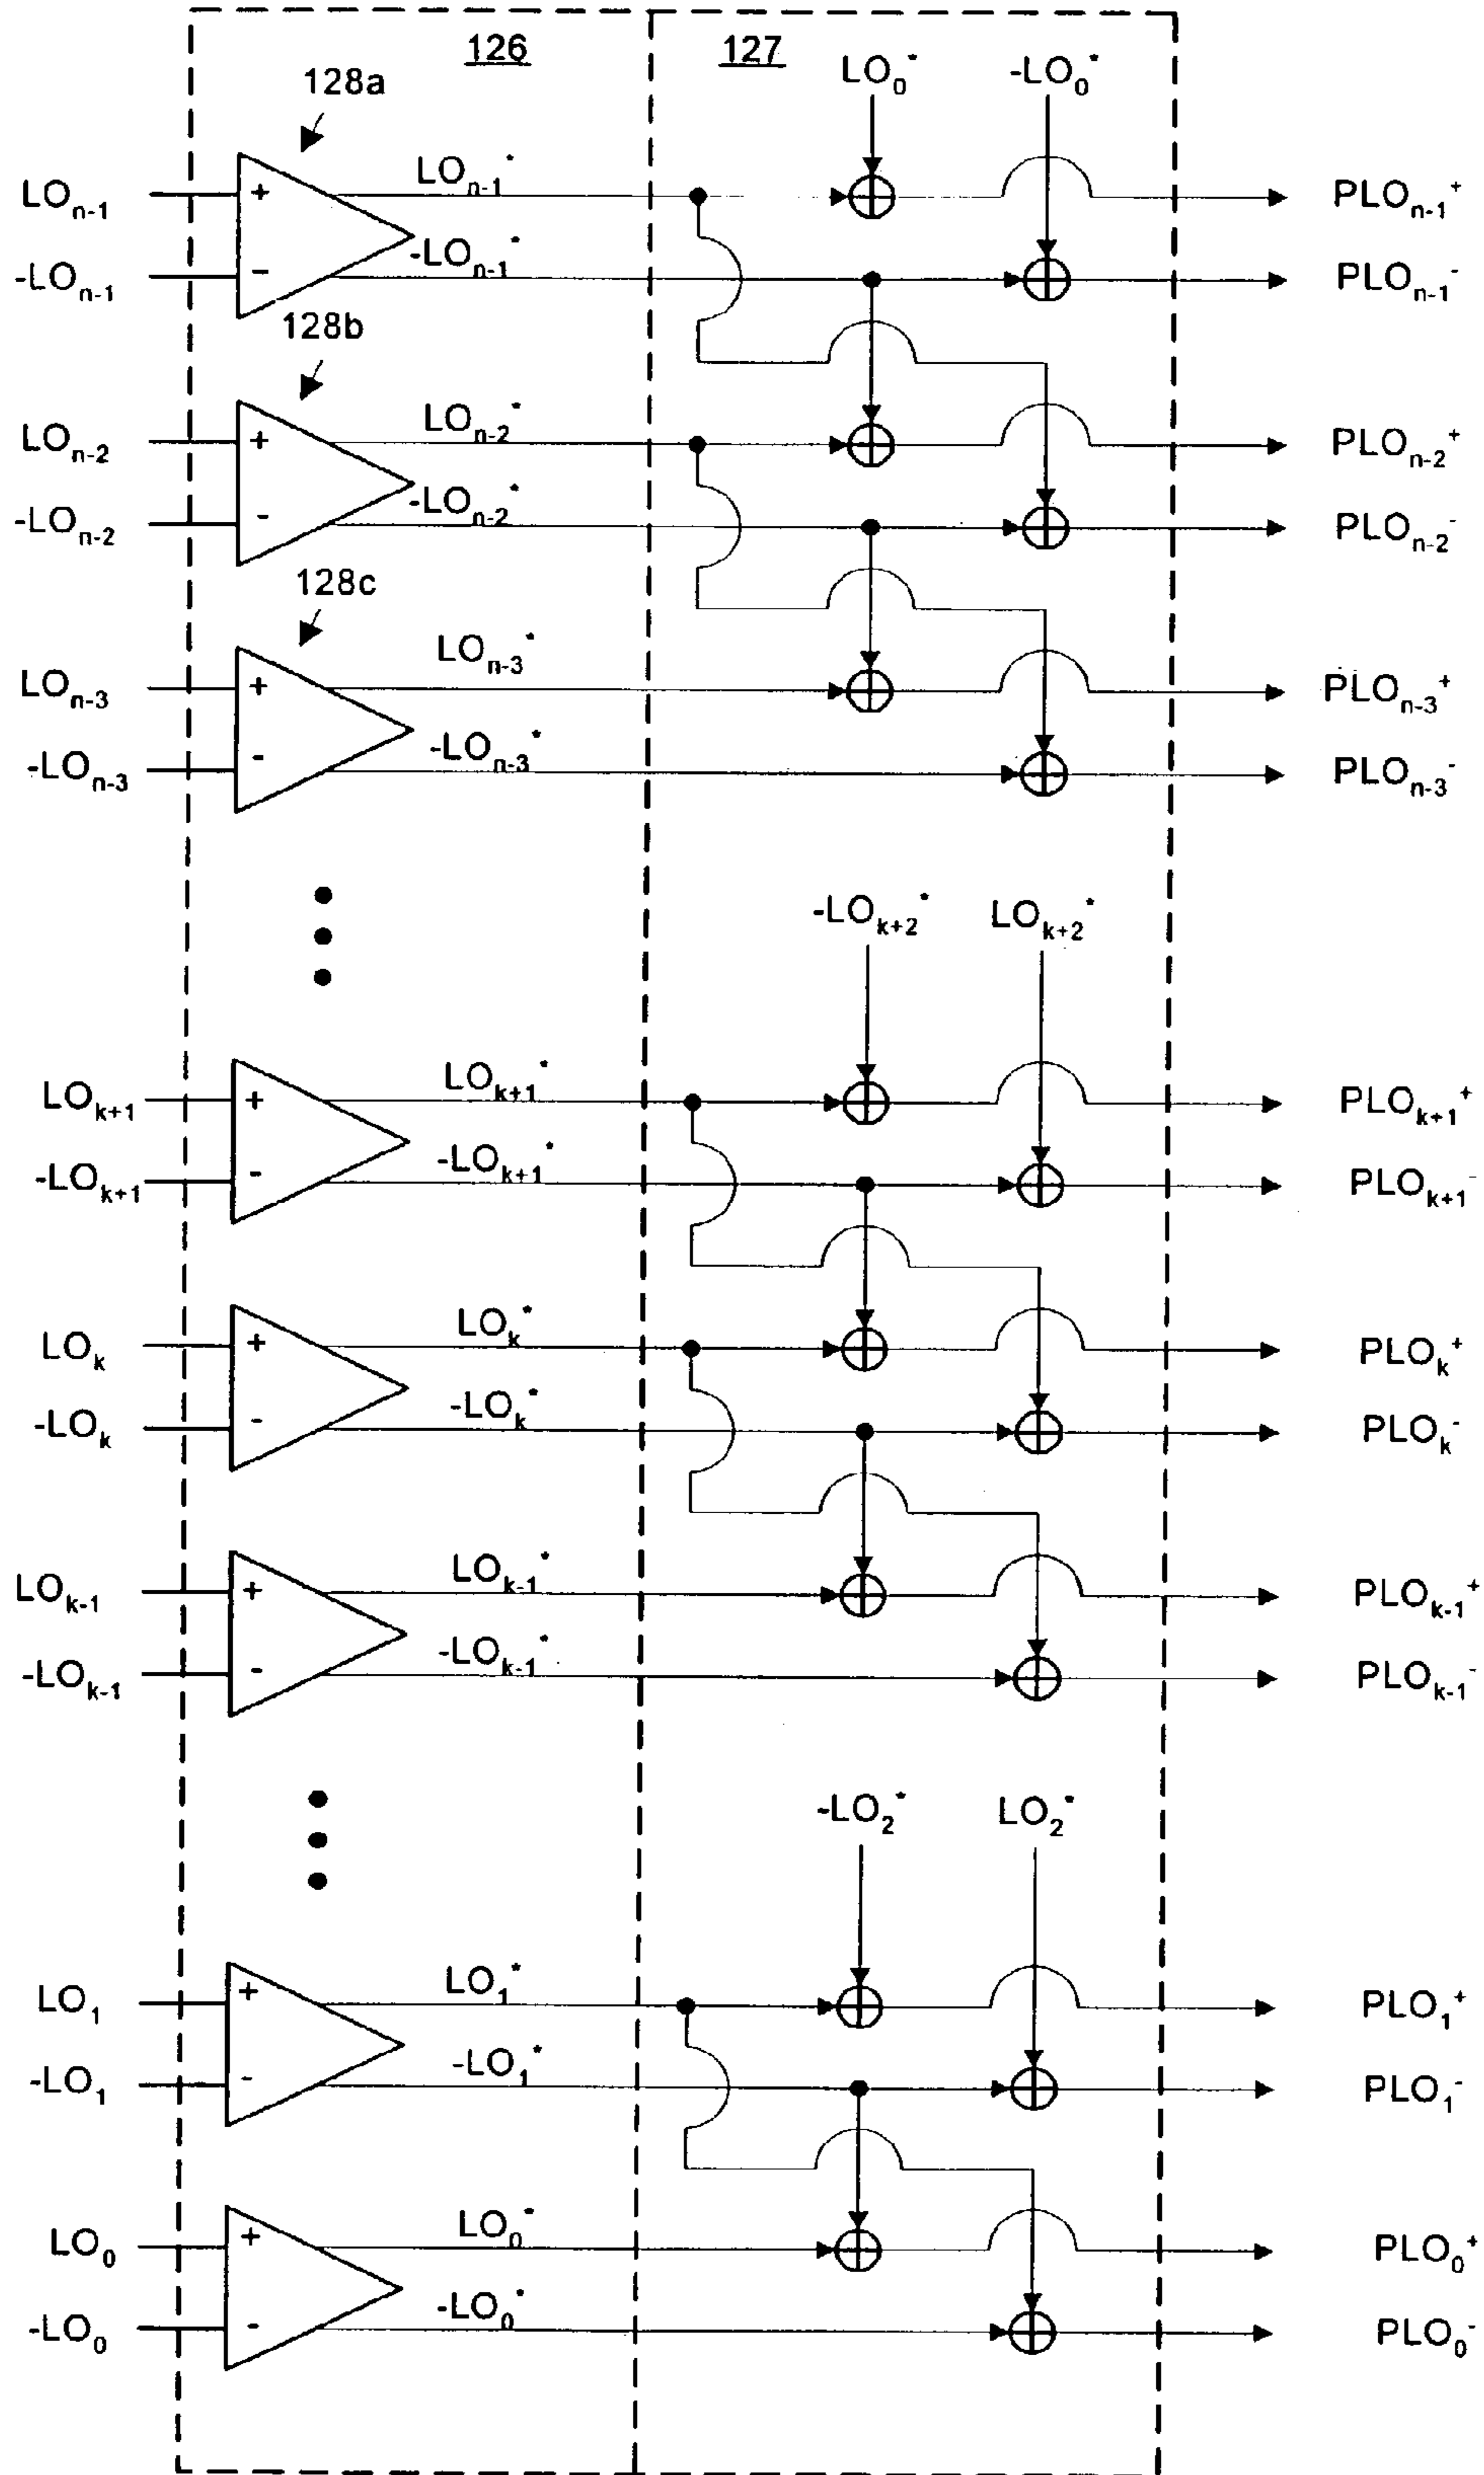 126 127
128a
LO₀* -LO₀*
LOₙ₋₁ + LOₙ₋₁* PLOₙ₋₁⁺
-LOₙ₋₁ - -LOₙ₋₁* PLOₙ₋₁⁻
128b
LOₙ₋₂ + LOₙ₋₂* PLOₙ₋₂⁺
-LOₙ₋₂ - -LOₙ₋₂* PLOₙ₋₂⁻
128c
LOₙ₋₃ + LOₙ₋₃* PLOₙ₋₃⁺
-LOₙ₋₃ - -LOₙ₋₃* PLOₙ₋₃⁻
-LOₖ₊₂* LOₖ₊₂*
LOₖ₊₁ + LOₖ₊₁* PLOₖ₊₁⁺
-LOₖ₊₁ - -LOₖ₊₁* PLOₖ₊₁⁻
LOₖ + LOₖ* PLOₖ⁺
-LOₖ - -LOₖ* PLOₖ⁻
LOₖ₋₁ + LOₖ₋₁* PLOₖ₋₁⁺
-LOₖ₋₁ - -LOₖ₋₁* PLOₖ₋₁⁻
-LO₂* LO₂*
LO₁ + LO₁* PLO₁⁺
-LO₁ - -LO₁* PLO₁⁻
LO₀ + LO₀* PLO₀⁺
-LO₀ - -LO₀* PLO₀⁻